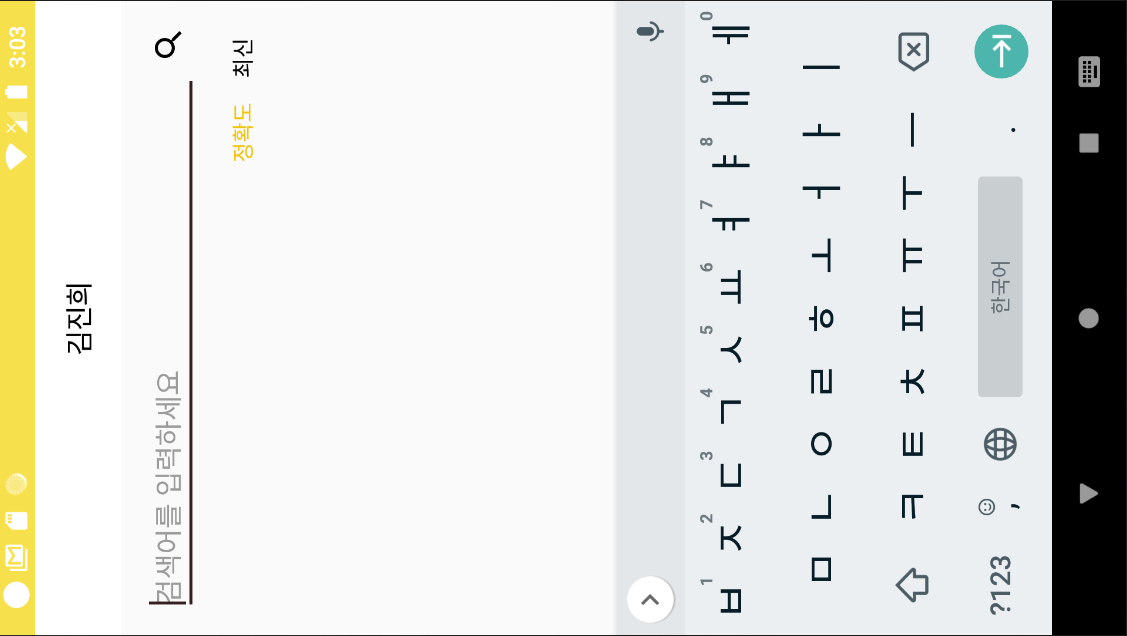 3:03
김진희
검색어를 입력하세요
정확도 최신
1 2 3 4 5 6 7 8 9 0
ㅂ ㅈ ㄷ ㄱ ㅅ ㅛ ㅕ ㅑ ㅐ ㅔ
ㅁ ㄴ ㅇ ㄹ ㅎ ㅗ ㅓ ㅏ ㅣ
ㅋ ㅌ ㅊ ㅍ ㅠ ㅜ ㅡ
?123 , 한국어 .